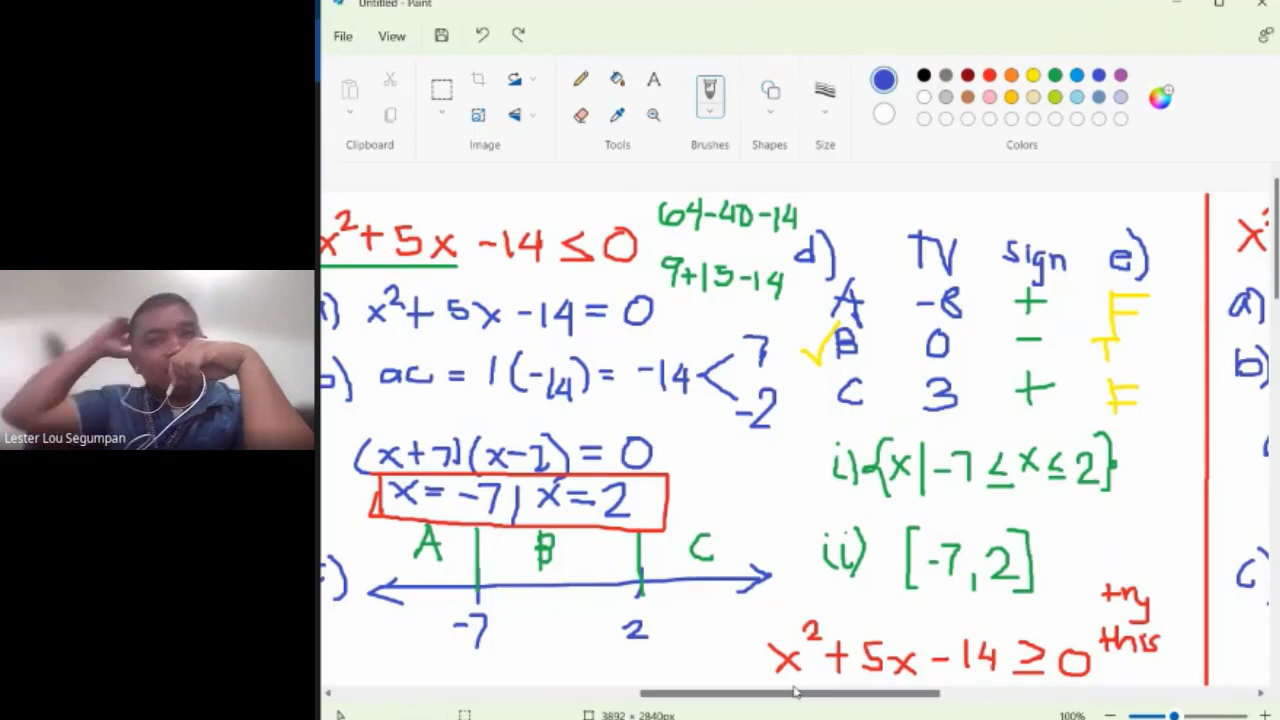 Untitled - Paint
File View
Clipboard
Image
Tools
Brushes
Shapes
Size
Colors
x²+5x -14 ≤ 0
64-40-14
9+15-14
x²+5x-14 = 0
ac = 1(-14) = -14 < 7
-2
(x+7)(x-2) = 0
x = -7, x = 2
A B C
c)
-7 2
d) TV sign e)
A -8 + F
✓B 0 - T
C 3 + F
i) {x|-7 ≤ x ≤ 2}
ii) [-7, 2]
try
this
x²+5x-14 ≥ 0
a)
b)
c)
Lester Lou Segumpan
3892 × 2840px
100%